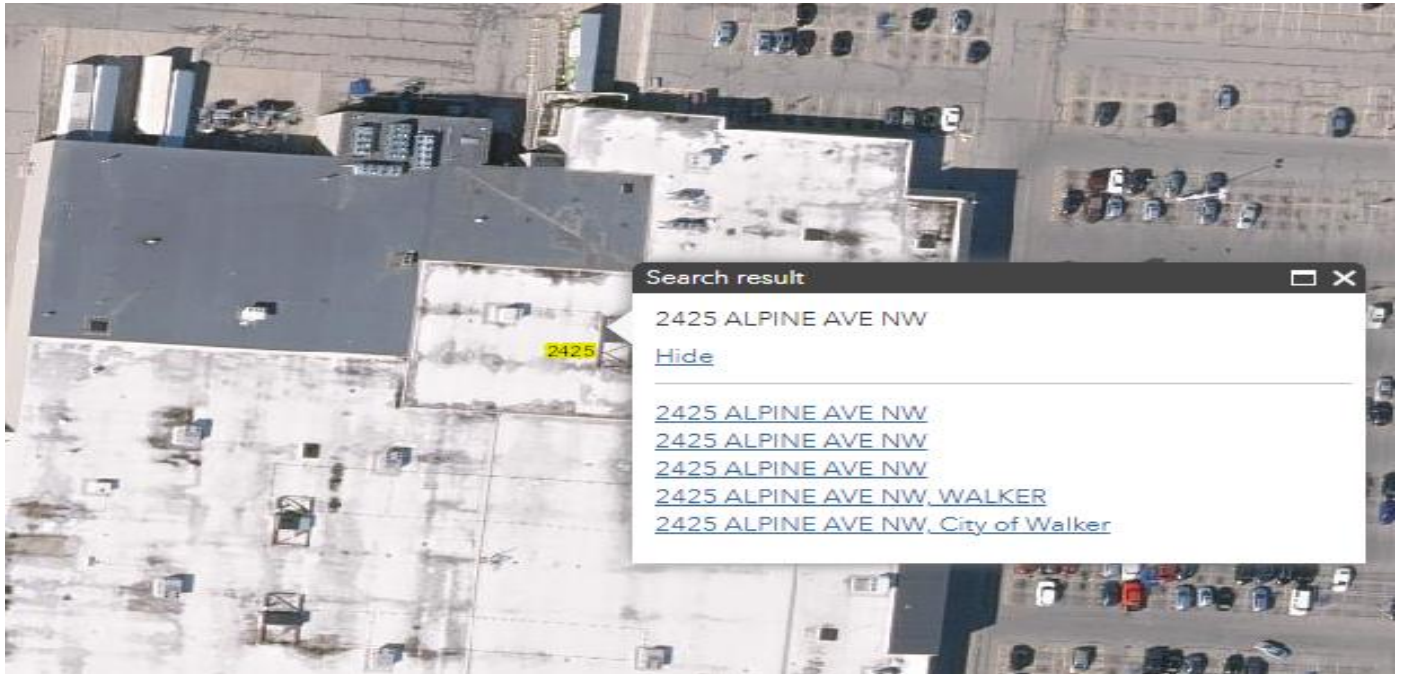 Search result
2425 ALPINE AVE NW
2425
Hide
2425 ALPINE AVE NW
2425 ALPINE AVE NW
2425 ALPINE AVE NW
2425 ALPINE AVE NW, WALKER
2425 ALPINE AVE NW, City of Walker